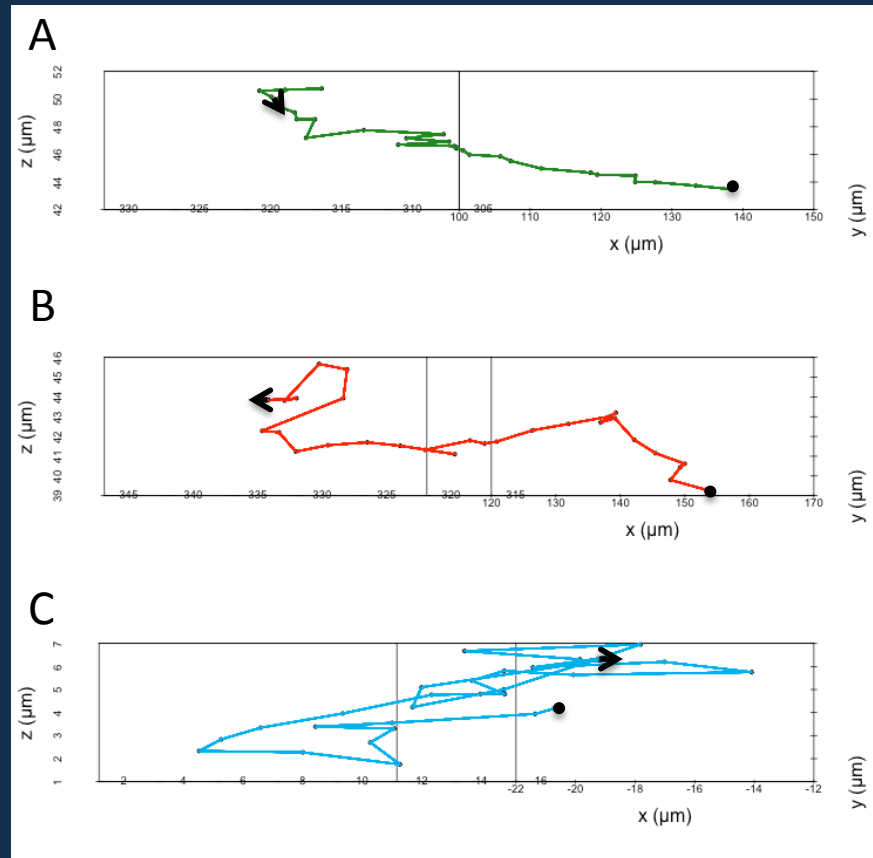 A
42 44 46 48 50 52
z (µm)
330 325 320 315 310 305
100 110 120 130 140 150
x (µm)
y (µm)
B
39 40 41 42 43 44 45 46
z (µm)
345 340 335 330 325 320 315
120 130 140 150 160 170
x (µm)
y (µm)
C
1 2 3 4 5 6 7
z (µm)
2 4 6 8 10 12 14 16
-22 -20 -18 -16 -14 -12
x (µm)
y (µm)